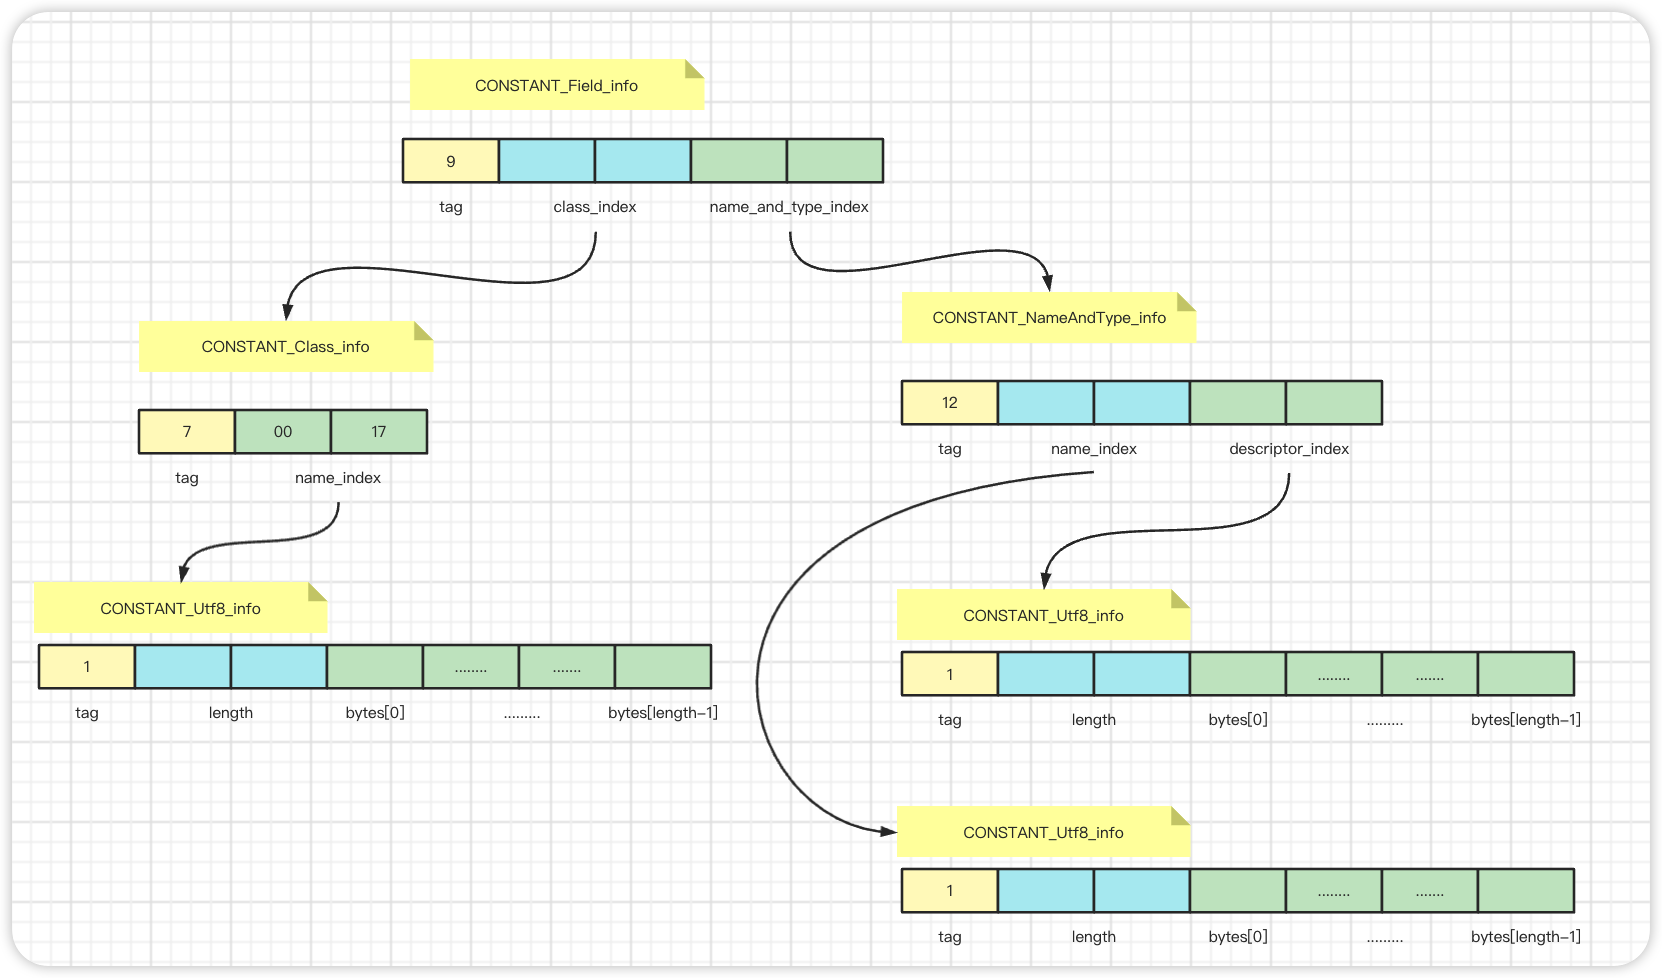 CONSTANT_Field_info
9
tag class_index name_and_type_index
CONSTANT_Class_info
7 00 17
tag name_index
CONSTANT_Utf8_info
1 ........ .......
tag length bytes[0] ......... bytes[length-1]
CONSTANT_NameAndType_info
12
tag name_index descriptor_index
CONSTANT_Utf8_info
1 ........ .......
tag length bytes[0] ......... bytes[length-1]
CONSTANT_Utf8_info
1 ........ .......
tag length bytes[0] ......... bytes[length-1]